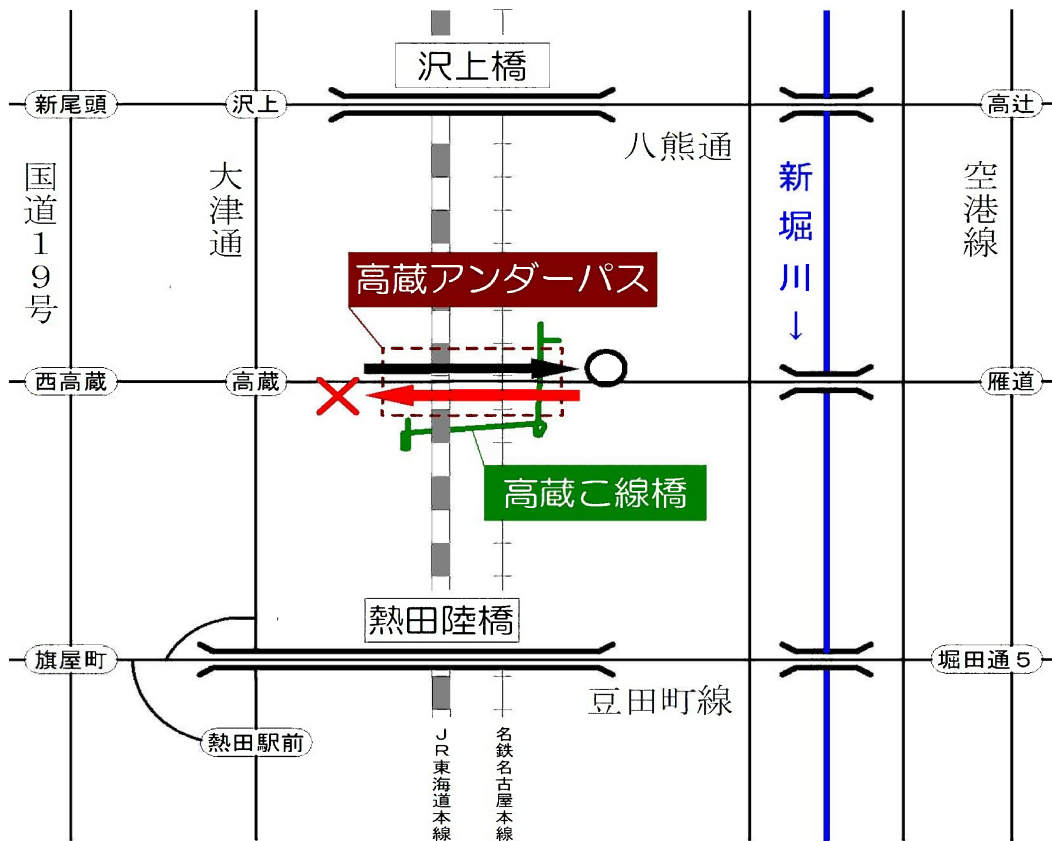 沢上橋
新尾頭
沢上
高辻
八熊通
国道19号
大津通
新堀川↓
空港線
高蔵アンダーパス
西高蔵
高蔵
雁道
高蔵こ線橋
熱田陸橋
旗屋町
堀田通5
豆田町線
熱田駅前
JR東海道本線
名鉄名古屋本線